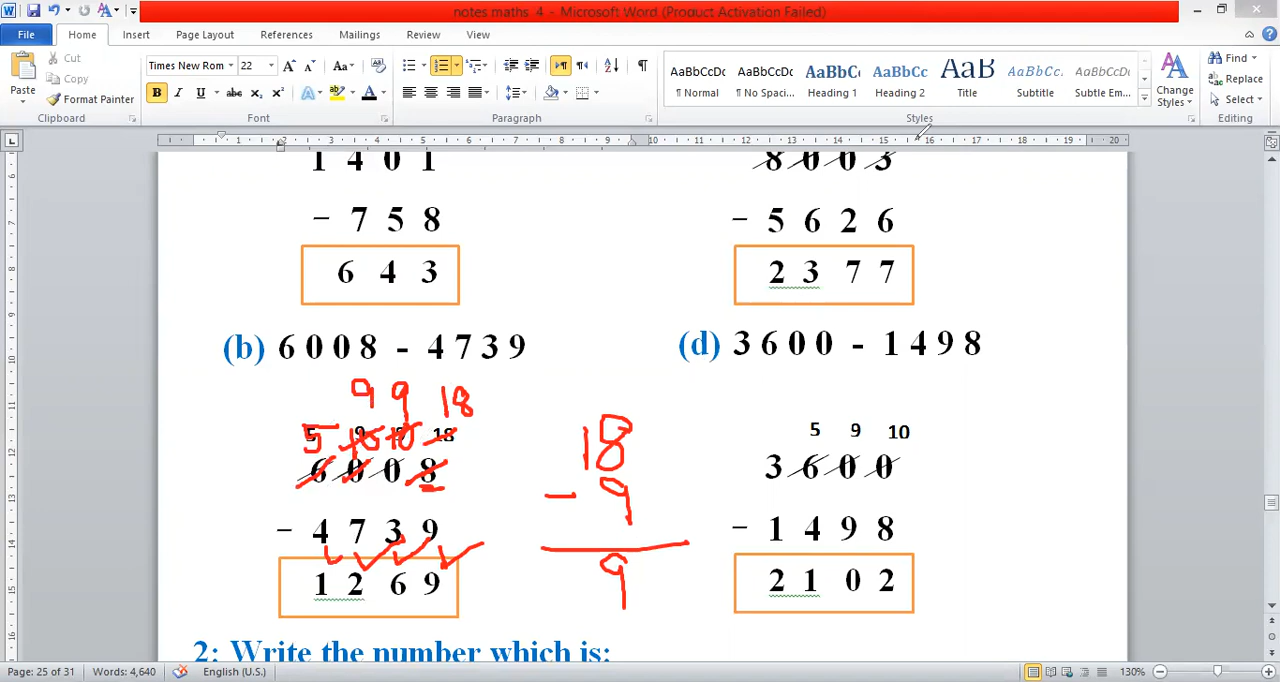 notes maths 4 - Microsoft Word (Product Activation Failed)
File Home Insert Page Layout References Mailings Review View
Cut
Copy
Format Painter
Paste
Clipboard
Times New Rom 22
Font
Paragraph
AaBbCcDc AaBbCcDc AaBbCc AaBbCc AaB AaBbCc. AaBbCcDc
¶ Normal ¶ No Spaci... Heading 1 Heading 2 Title Subtitle Subtle Em...
Styles
Change Styles
Find
Replace
Select
Editing
1 4 0 1
- 7 5 8
6 4 3
8 0 0 3
- 5 6 2 6
2 3 7 7
(b) 6 0 0 8 - 4 7 3 9
9 9 18
5 10 10 18
6 0 0 8
- 4 7 3 9
1 2 6 9
18
- 9
9
(d) 3 6 0 0 - 1 4 9 8
5 9 10
3 6 0 0
- 1 4 9 8
2 1 0 2
2: Write the number which is:
Page: 25 of 31 Words: 4,640 English (U.S.) 130%